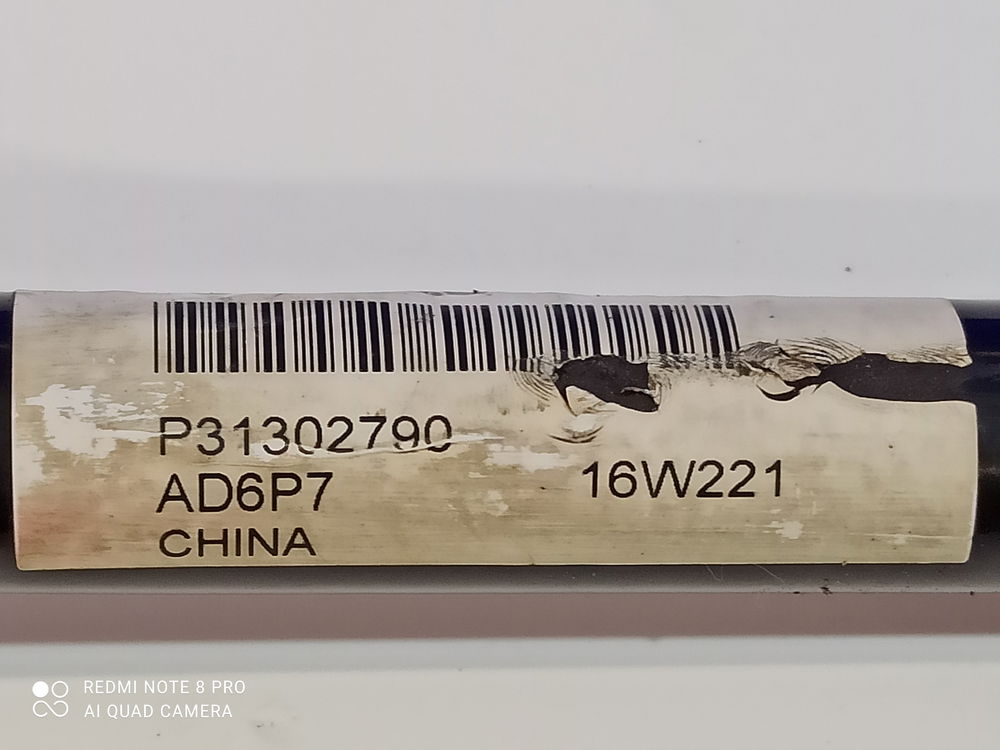 P31302790
AD6P7
16W221
CHINA
REDMI NOTE 8 PRO
AI QUAD CAMERA